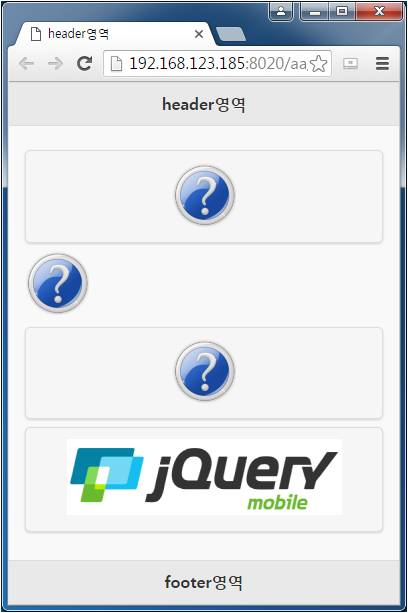 header영역
192.168.123.185:8020/aa
header영역
?
?
?
jQuery
mobile
footer영역